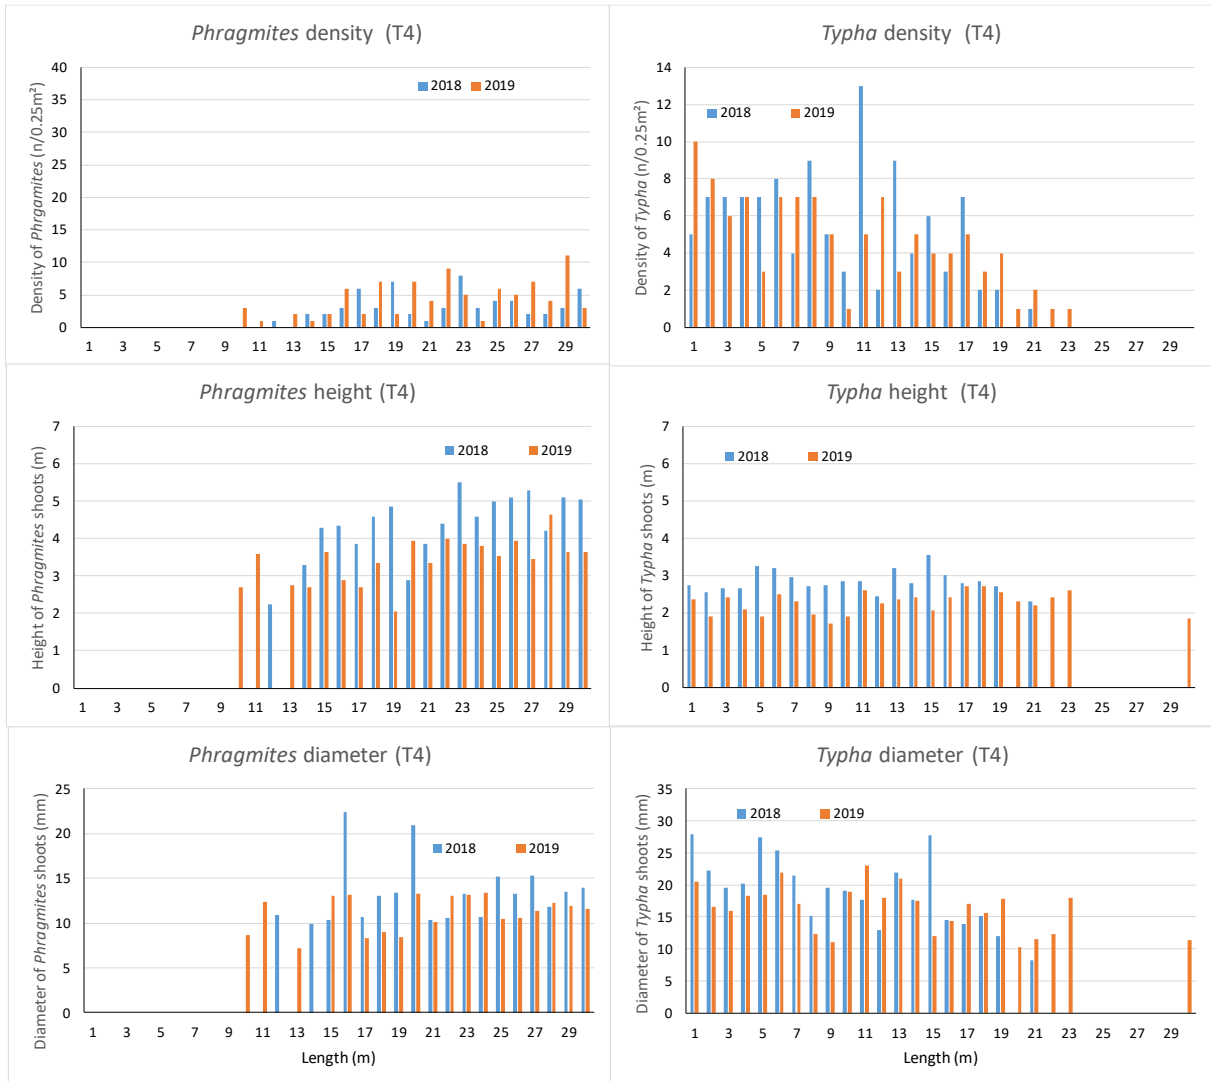 Phragmites density (T4)
Density of Phrgamites (n/0.25m²)
40
35
30
25
20
15
10
5
0
2018 2019
1 3 5 7 9 11 13 15 17 19 21 23 25 27 29
Typha density (T4)
Density of Typha (n/0.25m²)
14
12
10
8
6
4
2
0
2018 2019
1 3 5 7 9 11 13 15 17 19 21 23 25 27 29
Phragmites height (T4)
Height of Phragmites shoots (m)
7
6
5
4
3
2
1
0
2018 2019
1 3 5 7 9 11 13 15 17 19 21 23 25 27 29
Typha height (T4)
Height of Typha shoots (m)
7
6
5
4
3
2
1
0
2018 2019
1 3 5 7 9 11 13 15 17 19 21 23 25 27 29
Phragmites diameter (T4)
Diameter of Phragmites shoots (mm)
25
20
15
10
5
0
2018 2019
1 3 5 7 9 11 13 15 17 19 21 23 25 27 29
Length (m)
Typha diameter (T4)
Diameter of Typha shoots (mm)
35
30
25
20
15
10
5
0
2018 2019
1 3 5 7 9 11 13 15 17 19 21 23 25 27 29
Length (m)